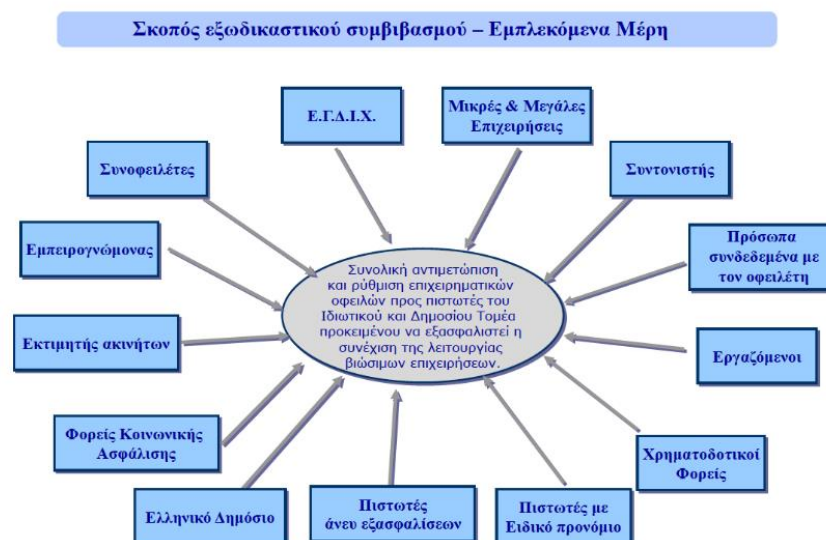 Σκοπός εξωδικαστικού συμβιβασμού – Εμπλεκόμενα Μέρη
Ε.Γ.Δ.Ι.Χ.
Μικρές & Μεγάλες
Επιχειρήσεις
Συνοφειλέτες
Συντονιστής
Εμπειρογνώμονας
Πρόσωπα
συνδεδεμένα με
τον οφειλέτη
Συνολική αντιμετώπιση
και ρύθμιση επιχειρηματικών
οφειλών προς πιστωτές του
Ιδιωτικού και Δημοσίου Τομέα
προκειμένου να εξασφαλιστεί η
συνέχιση της λειτουργίας
βιώσιμων επιχειρήσεων.
Εκτιμητής ακινήτων
Εργαζόμενοι
Φορείς Κοινωνικής
Ασφάλισης
Χρηματοδοτικοί
Φορείς
Ελληνικό Δημόσιο
Πιστωτές
άνευ εξασφαλίσεων
Πιστωτές με
Ειδικό προνόμιο